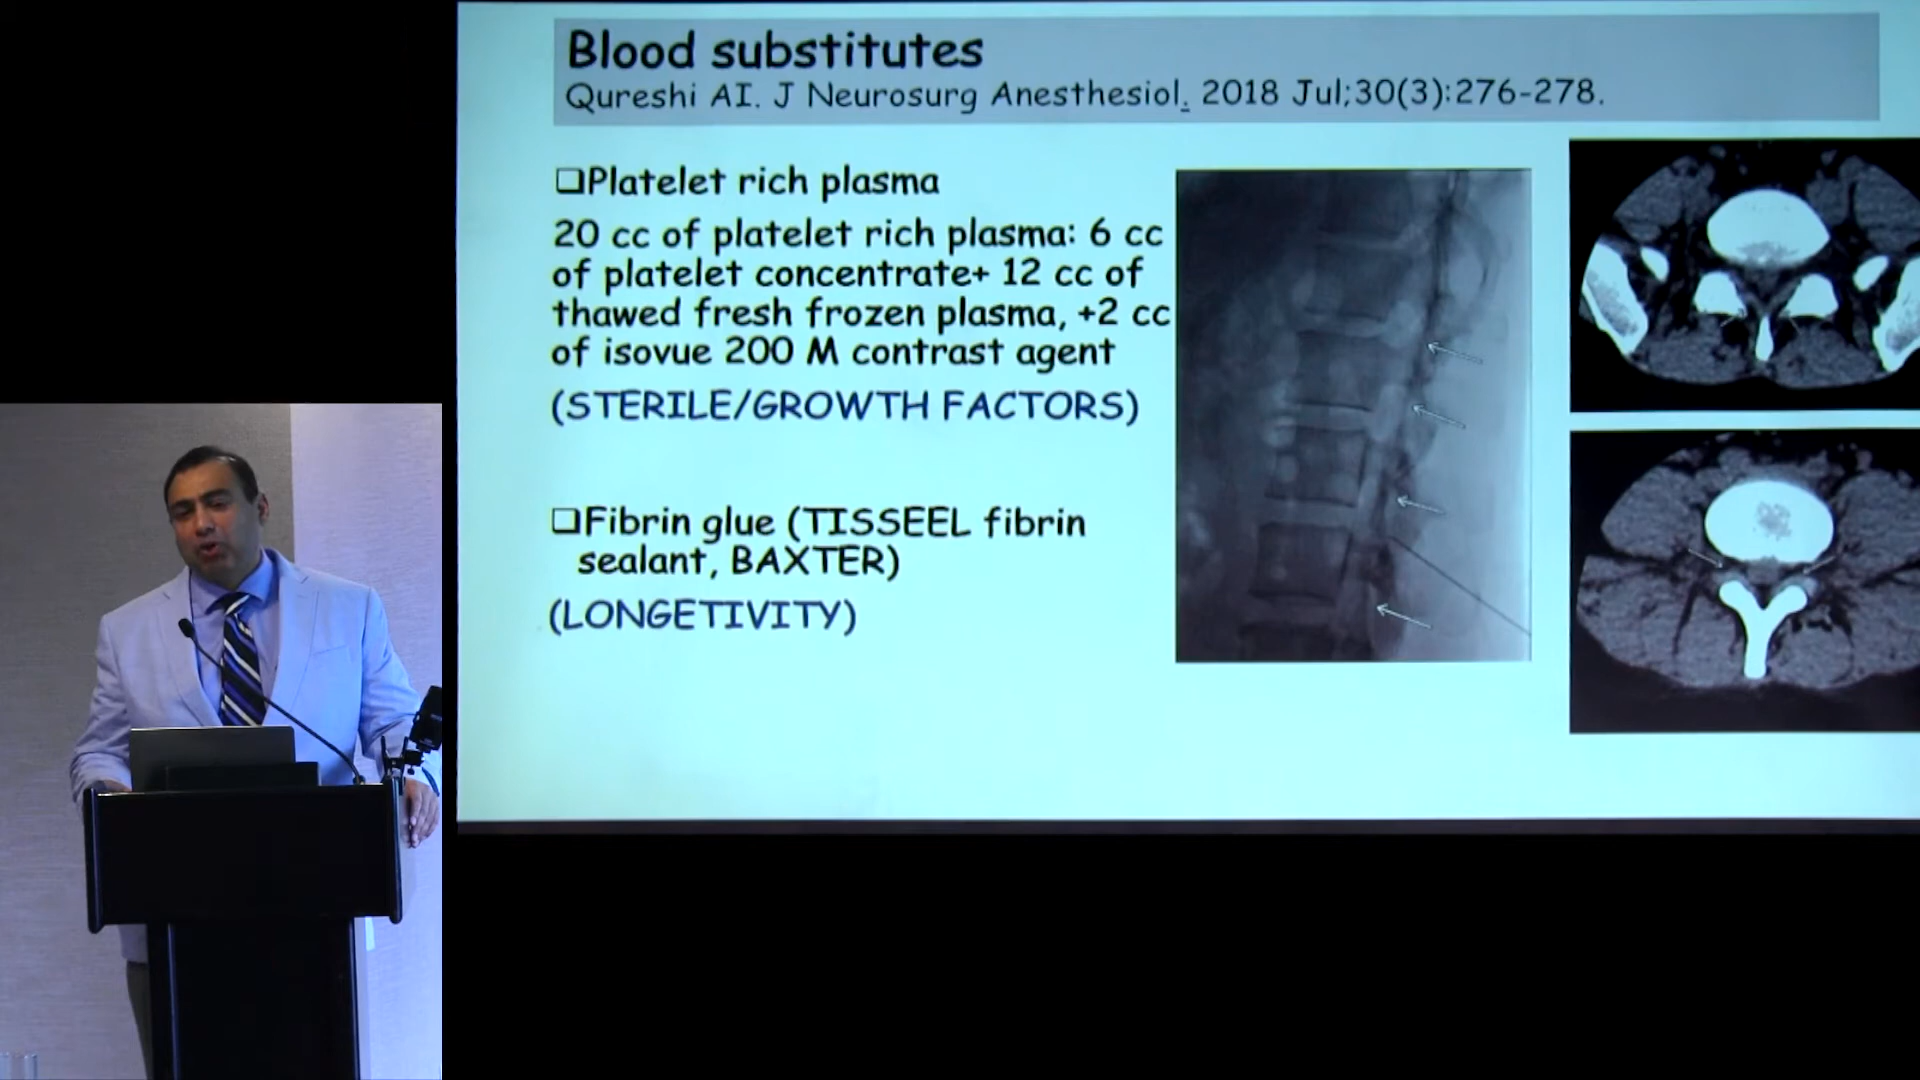 Blood substitutes
Qureshi AI. J Neurosurg Anesthesiol. 2018 Jul;30(3):276-278.
❑Platelet rich plasma
20 cc of platelet rich plasma: 6 cc
of platelet concentrate+ 12 cc of
thawed fresh frozen plasma, +2 cc
of isovue 200 M contrast agent
(STERILE/GROWTH FACTORS)
❑Fibrin glue (TISSEEL fibrin
sealant, BAXTER)
(LONGETIVITY)